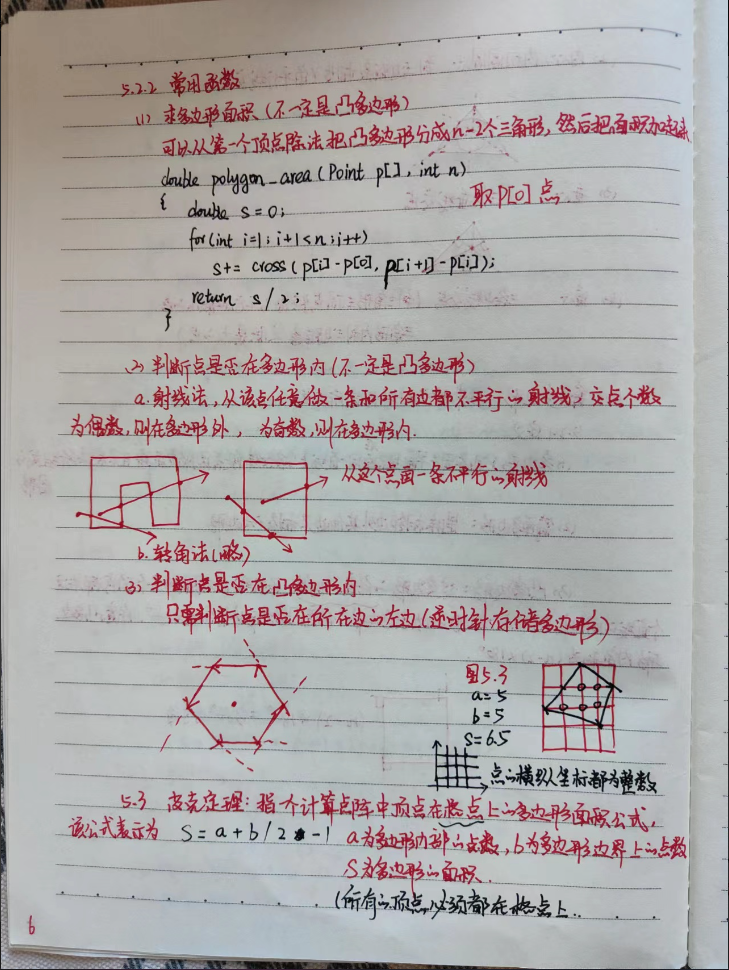 5.2.2 常用函数
(1) 求多边形面积(不一定是凸多边形)
可以从第一个顶点除法把凸多边形分成n-2个三角形,然后把面积加起来
double polygon_area(Point p[], int n)
{
取p[0]点
double s=0;
for(int i=1; i+1<n; i++)
s+= cross(p[i]-p[0], p[i+1]-p[i]);
return s/2;
}
(2) 判断点是否在多边形内(不一定是凸多边形)
a.射线法,从该点任意做一条和所有边都不平行的射线,交点个数
为偶数,则在多边形外,为奇数,则在多边形内.
从这个点画一条不平行的射线
b.转角法(略)
(3) 判断点是否在凸多边形内
只需判断点是否在所在边的左边(逆时针存储多边形)
图5.3
a=5
b=5
S=6.5
点的横纵坐标都为整数
5.3 皮克定理:指个计算点阵中顶点在格点上的多边形面积公式,
该公式表示为 S=a+b/2-1 a为多边形内部的点数,b为多边形边界上的点数
S为多边形的面积.
(所有的顶点必须都在格点上..
6